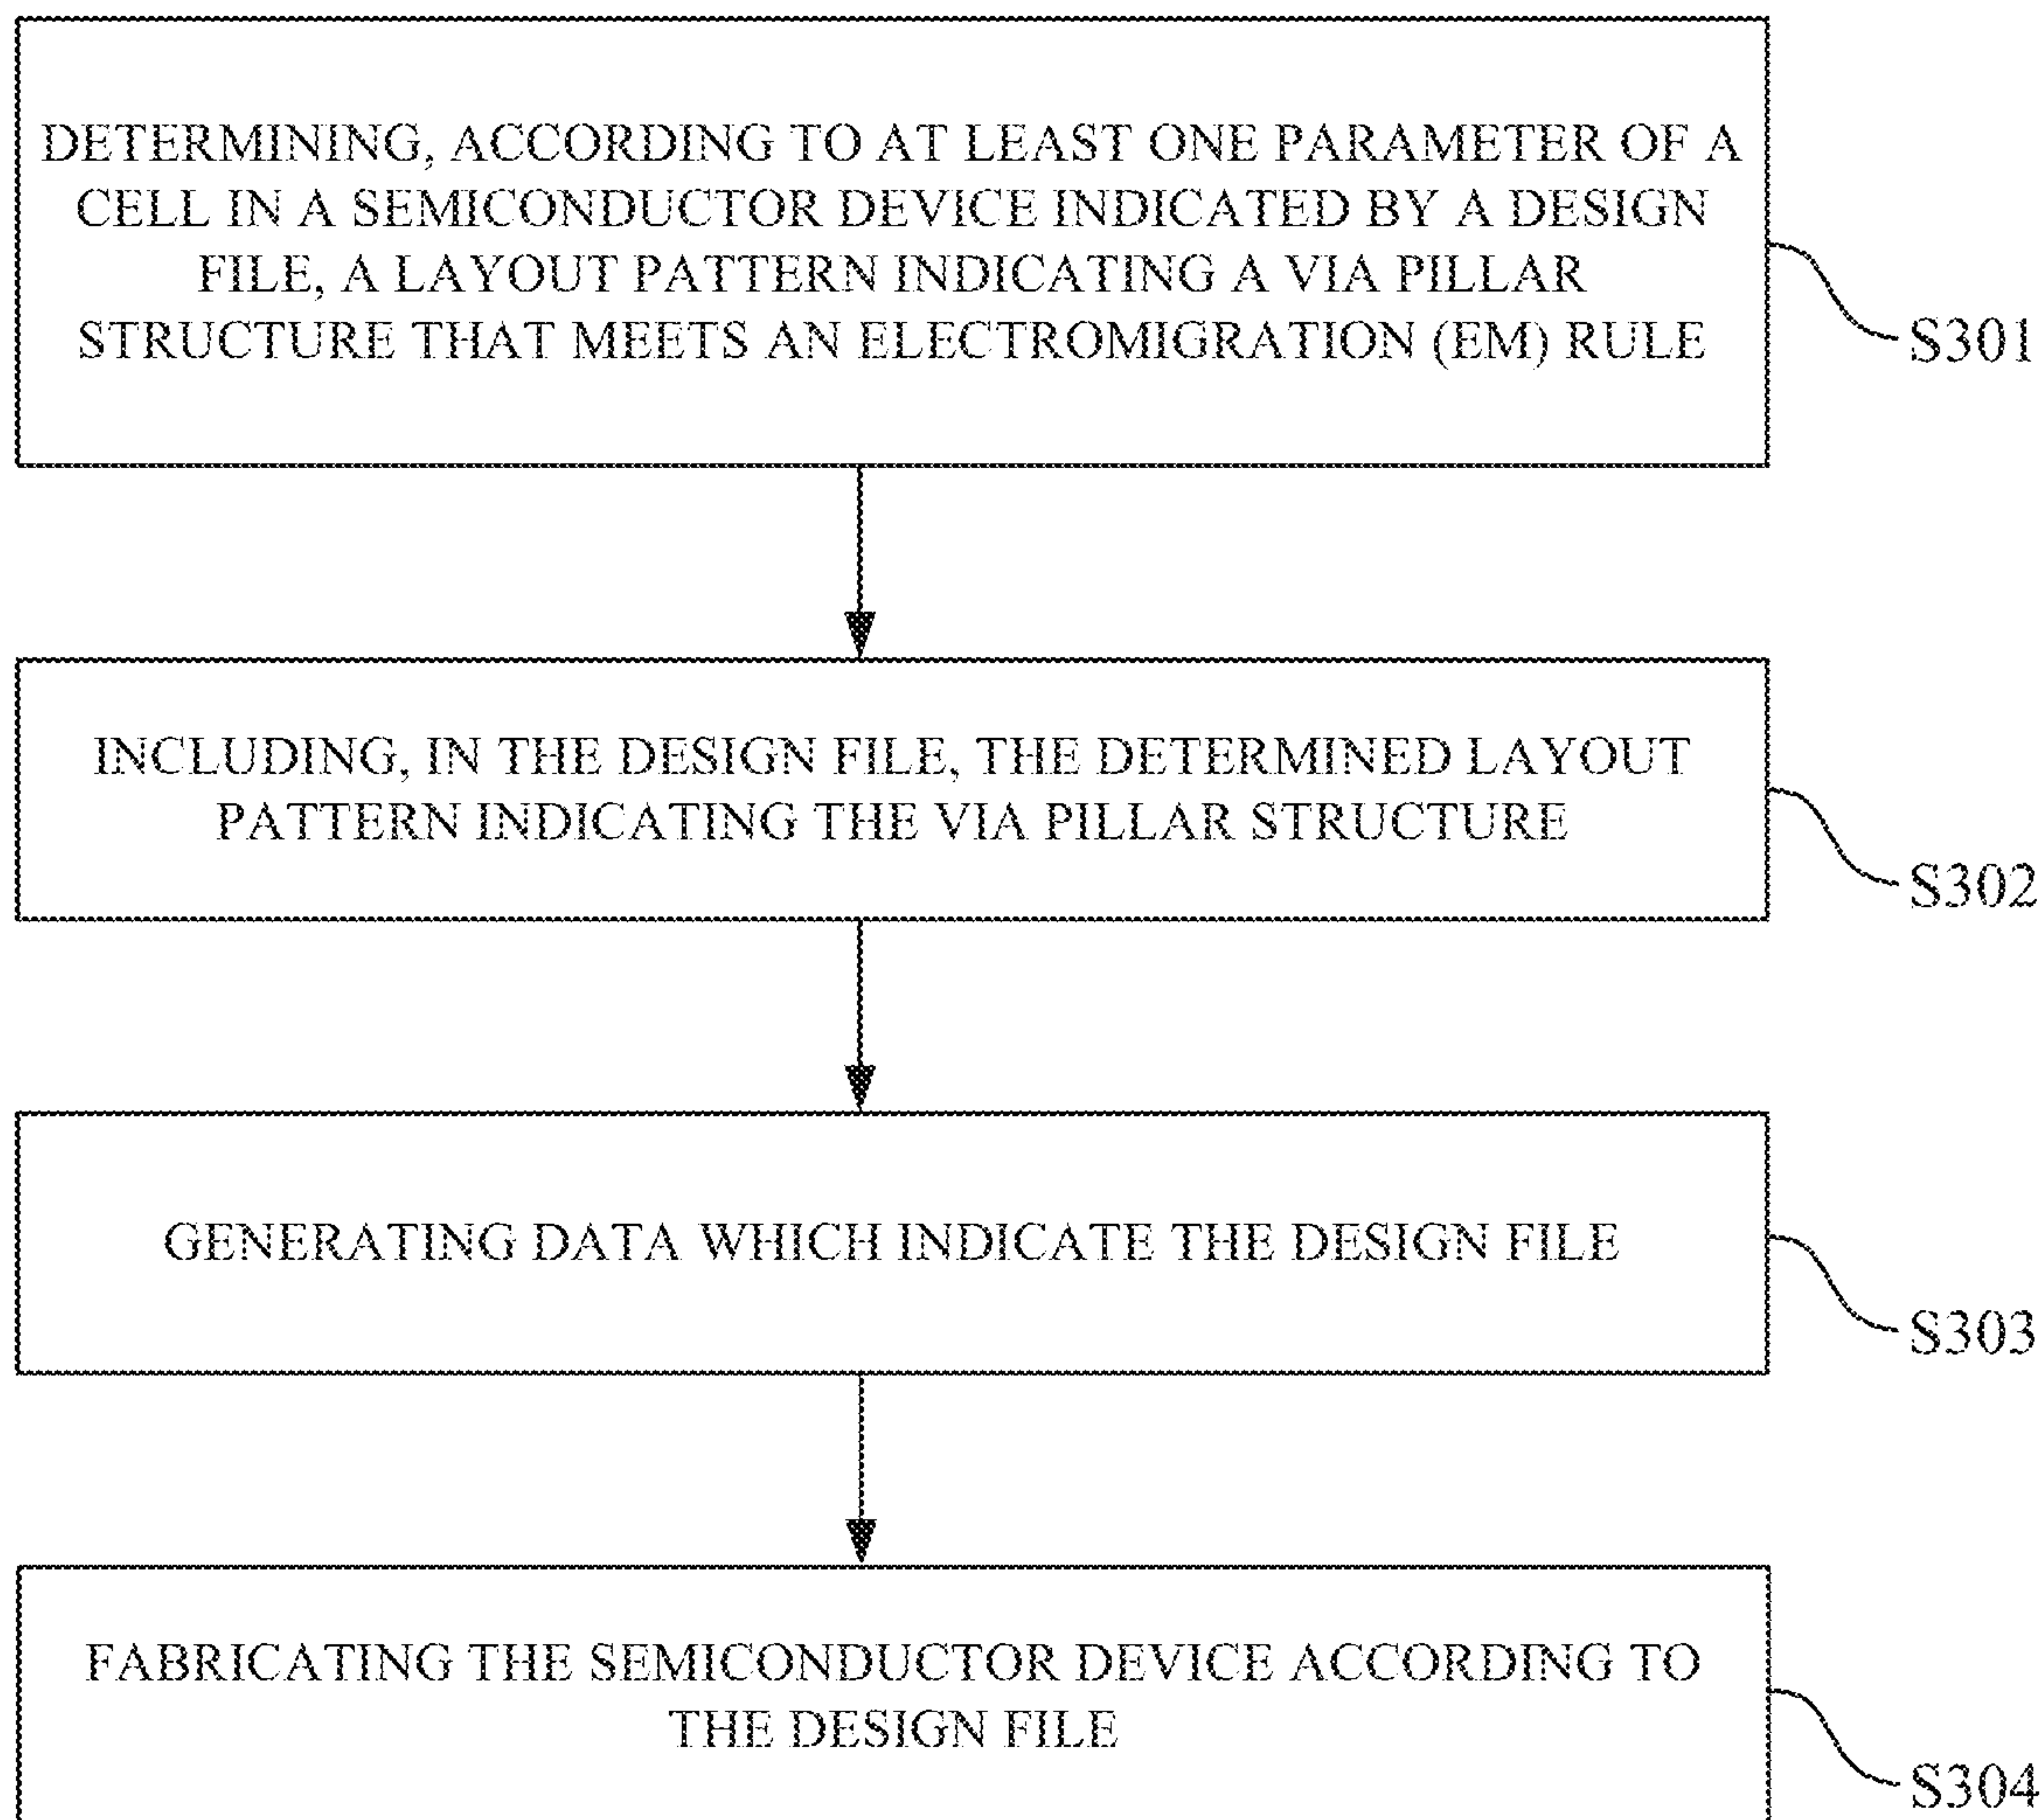 DETERMINING, ACCORDING TO AT LEAST ONE PARAMETER OF A
CELL IN A SEMICONDUCTOR DEVICE INDICATED BY A DESIGN
FILE, A LAYOUT PATTERN INDICATING A VIA PILLAR
STRUCTURE THAT MEETS AN ELECTROMIGRATION (EM) RULE
S301
INCLUDING, IN THE DESIGN FILE, THE DETERMINED LAYOUT
PATTERN INDICATING THE VIA PILLAR STRUCTURE
S302
GENERATING DATA WHICH INDICATE THE DESIGN FILE
S303
FABRICATING THE SEMICONDUCTOR DEVICE ACCORDING TO
THE DESIGN FILE
S304